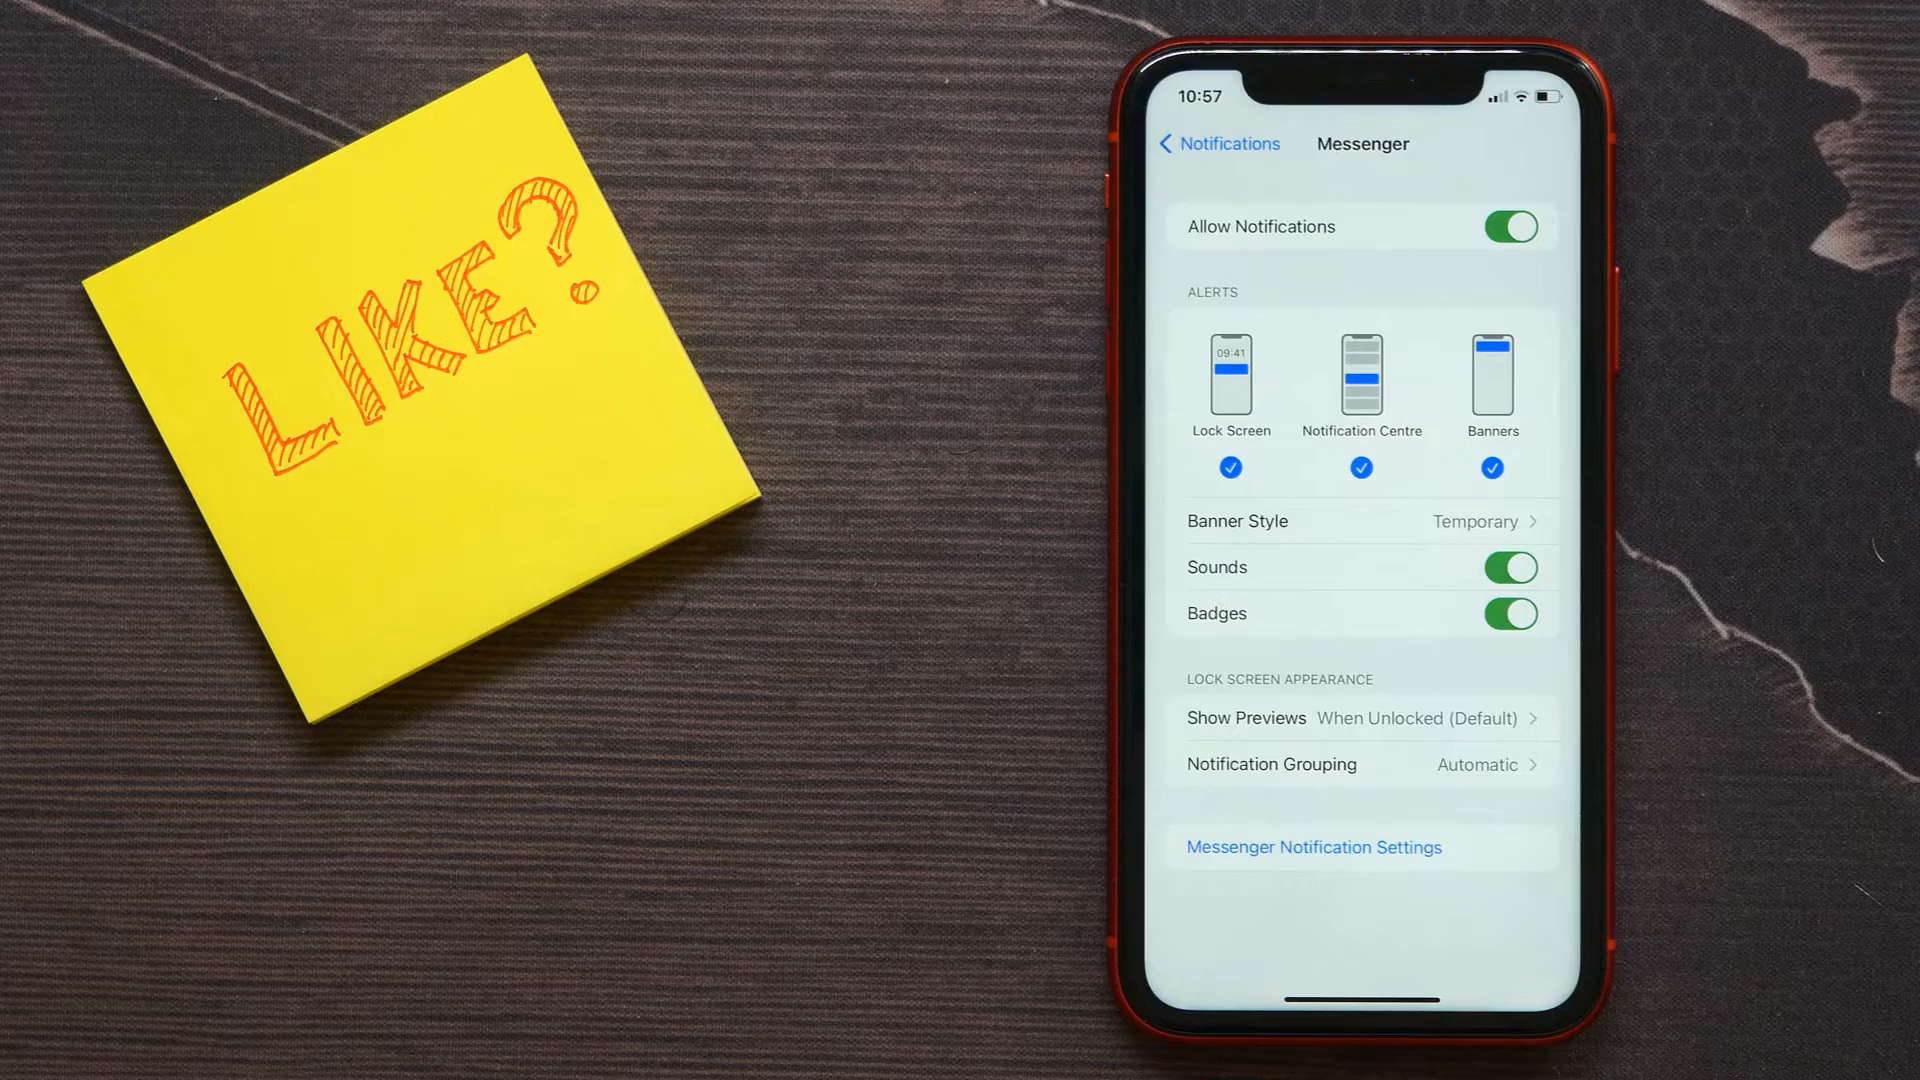 LIKE?
10:57
Notifications Messenger
Allow Notifications
ALERTS
09:41
Lock Screen Notification Centre Banners
Banner Style Temporary
Sounds
Badges
LOCK SCREEN APPEARANCE
Show Previews When Unlocked (Default)
Notification Grouping Automatic
Messenger Notification Settings